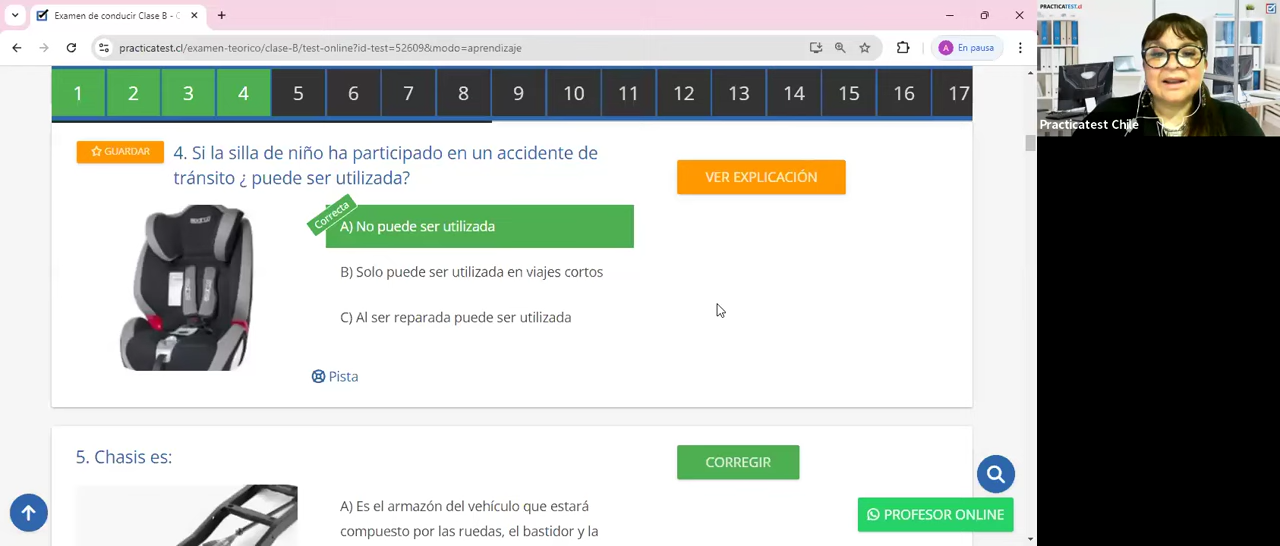 Examen de conducir Clase B - C
practicatest.cl/examen-teorico/clase-B/test-online?id-test=52609&modo=aprendizaje
A
En pausa
PRACTICATEST.cl
Practicatest Chile
1 2 3 4 5 6 7 8 9 10 11 12 13 14 15 16 17
GUARDAR
4. Si la silla de niño ha participado en un accidente de
tránsito ¿ puede ser utilizada?
VER EXPLICACIÓN
Correcta
A) No puede ser utilizada
B) Solo puede ser utilizada en viajes cortos
C) Al ser reparada puede ser utilizada
Pista
5. Chasis es:
CORREGIR
A) Es el armazón del vehículo que estará
compuesto por las ruedas, el bastidor y la
PROFESOR ONLINE